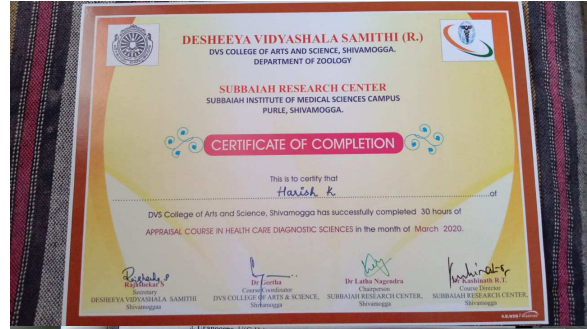 DESHEEYA VIDYASHALA SAMITHI (R.)
DVS COLLEGE OF ARTS AND SCIENCE, SHIVAMOGGA.
DEPARTMENT OF ZOOLOGY
SUBBAIAH RESEARCH CENTER
SUBBAIAH INSTITUTE OF MEDICAL SCIENCES CAMPUS
PURLE, SHIVAMOGGA.
CERTIFICATE OF COMPLETION
This is to certify that
Harish K
of
DVS College of Arts and Science, Shivamogga has successfully completed 30 hours of
APPRAISAL COURSE IN HEALTH CARE DIAGNOSTIC SCIENCES in the month of March 2020.
Rajshekar S
Secretary
DESHEEYA VIDYASHALA SAMITHI
Shivamogga
Dr Geetha
Course Coordinator
DVS COLLEGE OF ARTS & SCIENCE,
Shivamogga
Dr Latha Nagendra
Chairperson
SUBBAIAH RESEARCH CENTER,
Shivamogga
Dr Kashinath R.T.
Course Director
SUBBAIAH RESEARCH CENTER,
Shivamogga